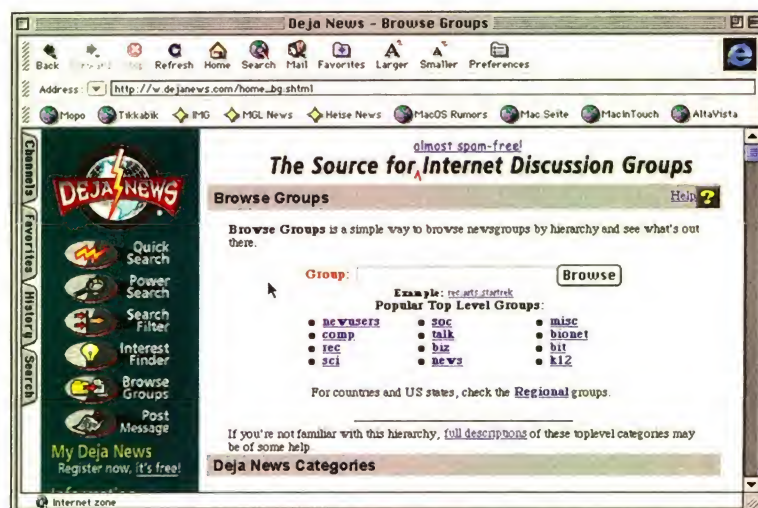 Deja News - Browse Groups
Back Forward Stop Refresh Home Search Mail Favorites Larger Smaller Preferences
Address: http://w.dejanews.com/home_bg.shtml
Mopo Tikkabik IMG MGL News Heise News MacOS Rumors Mac Seite MacInTouch AltaVista
Channels
Favorites
History
Search
DEJA NEWS
Quick Search
Power Search
Search Filter
Interest Finder
Browse Groups
Post Message
My Deja News
Register now, it's free!
almost spam-free!
The Source for Internet Discussion Groups
Browse Groups Help ?
Browse Groups is a simple way to browse newsgroups by hierarchy and see what's out
there.
Group: Browse
Example: rec.arts.startrek
Popular Top Level Groups:
newusers soc misc
comp talk bionet
rec biz bit
sci news k12
For countries and US states, check the Regional groups.
If you're not familiar with this hierarchy, full descriptions of these toplevel categories may
be of some help.
Deja News Categories
Internet zone